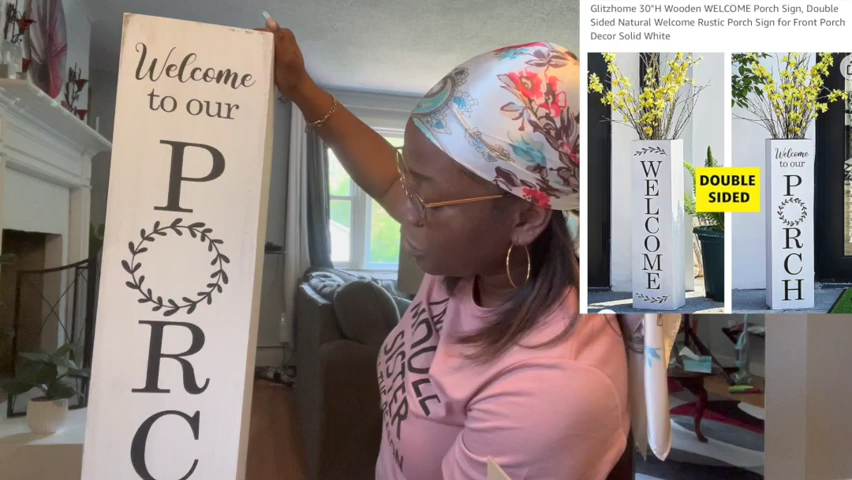 Glitzhome 30"H Wooden WELCOME Porch Sign, Double
Sided Natural Welcome Rustic Porch Sign for Front Porch
Decor Solid White
Welcome
to our
P
R
C
WELCOME
DOUBLE
SIDED
Welcome
to our
P
R
C
H
SISTER